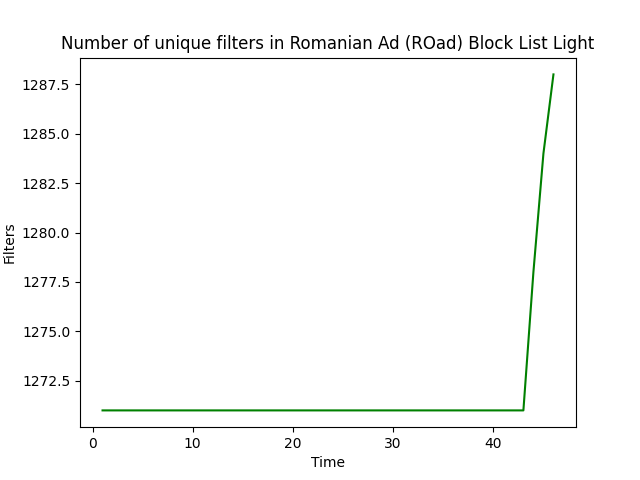 Number of unique filters in Romanian Ad (ROad) Block List Light
1287.5
1285.0
1282.5
1280.0
1277.5
1275.0
1272.5
Filters
0 10 20 30 40
Time